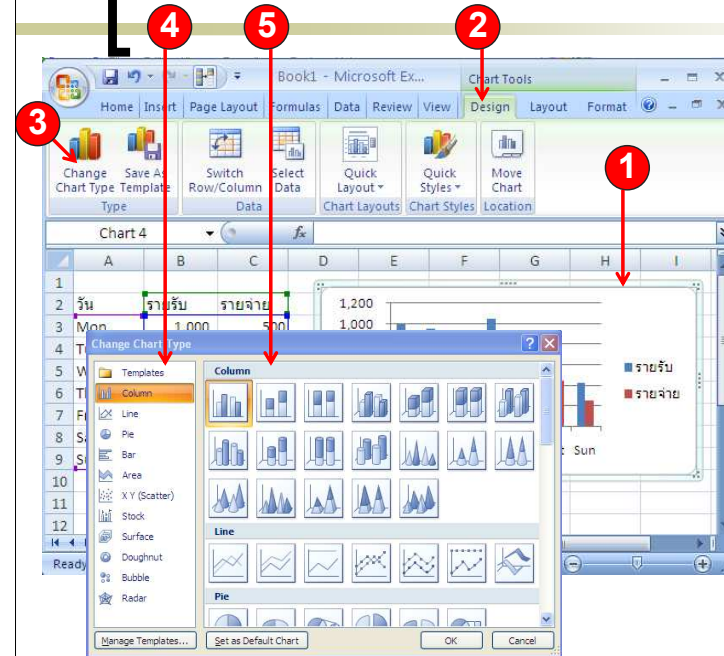 4 5 2
Book1 - Microsoft Ex... Chart Tools
Home Insert Page Layout Formulas Data Review View Design Layout Format
3
1
Change Chart Type
Save As Template
Switch Row/Column
Select Data
Quick Layout
Quick Styles
Move Chart
Type Data Chart Layouts Chart Styles Location
Chart 4 fx
A B C D E F G H I
1
2 วัน รายรับ รายจ่าย 1,200
3 Mon 1,000 500 1,000
4
5 รายรับ
6 รายจ่าย
7
8
9 Sun
10
11
12
Ready
Change Chart Type
Templates
Column
Line
Pie
Bar
Area
X Y (Scatter)
Stock
Surface
Doughnut
Bubble
Radar
Column
Line
Pie
Manage Templates... Set as Default Chart OK Cancel